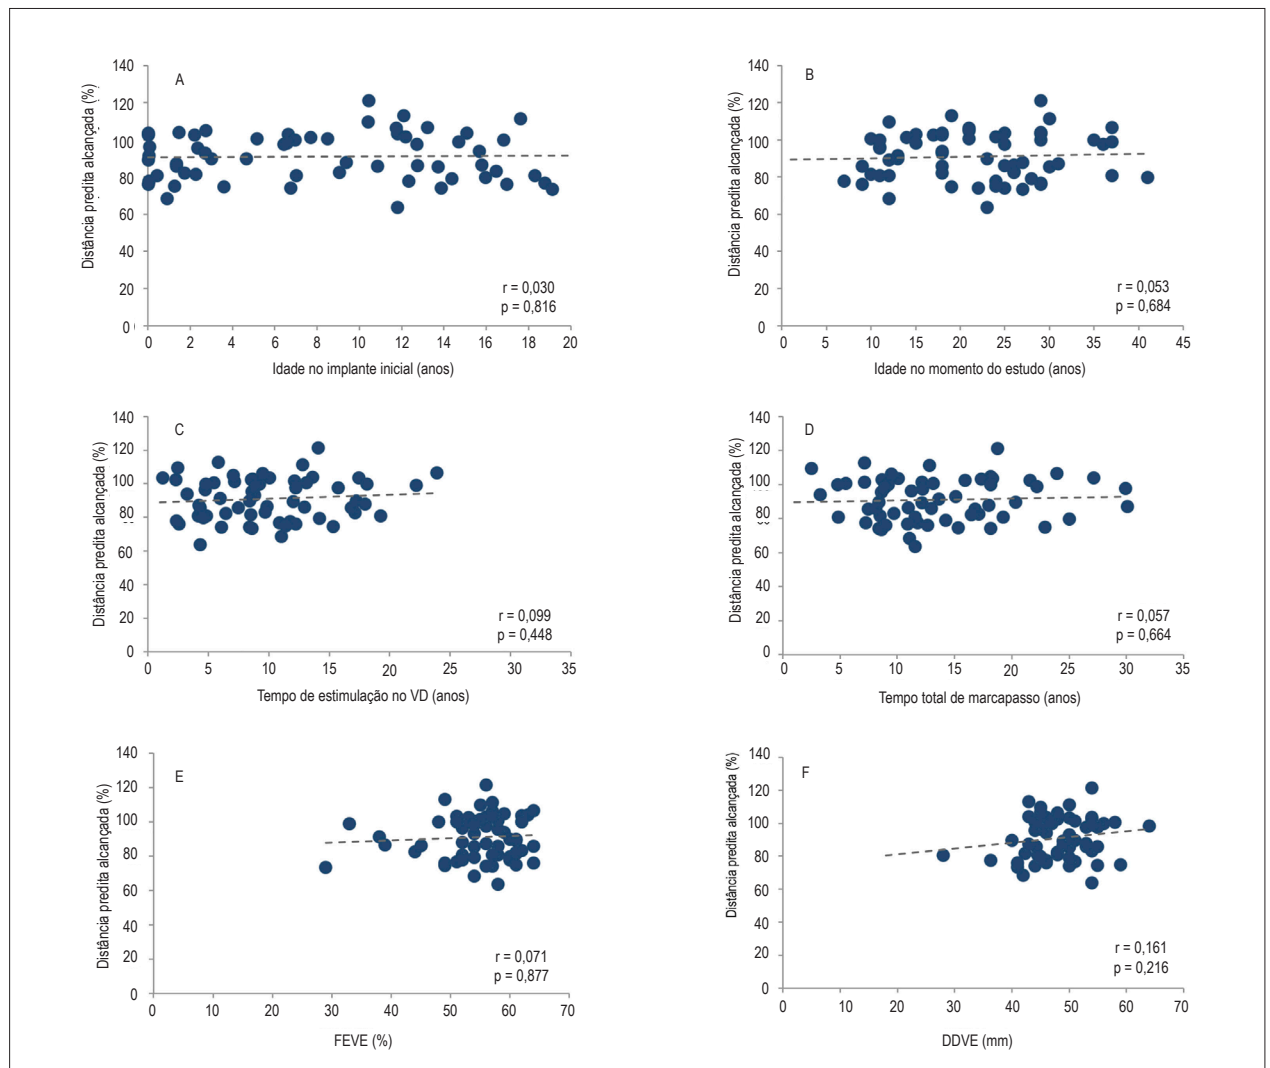 A
Distância predita alcançada (%)
140
120
100
80
60
40
20
0
r = 0,030
p = 0,816
0 2 4 6 8 10 12 14 16 18 20
Idade no implante inicial (anos)
B
Distância predita alcançada (%)
140
120
100
80
60
40
20
0
r = 0,053
p = 0,684
0 5 10 15 20 25 30 35 40 45
Idade no momento do estudo (anos)
C
Distância predita alcançada (%)
140
120
100
80
60
40
20
0
r = 0,099
p = 0,448
0 5 10 15 20 25 30 35
Tempo de estimulação no VD (anos)
D
Distância predita alcançada (%)
140
120
100
80
60
40
20
0
r = 0,057
p = 0,664
0 5 10 15 20 25 30 35
Tempo total de marcapasso (anos)
E
Distância predita alcançada (%)
140
120
100
80
60
40
20
0
r = 0,071
p = 0,877
0 10 20 30 40 50 60 70
FEVE (%)
F
Distância predita alcançada (%)
140
120
100
80
60
40
20
0
r = 0,161
p = 0,216
0 10 20 30 40 50 60 70
DDVE (mm)